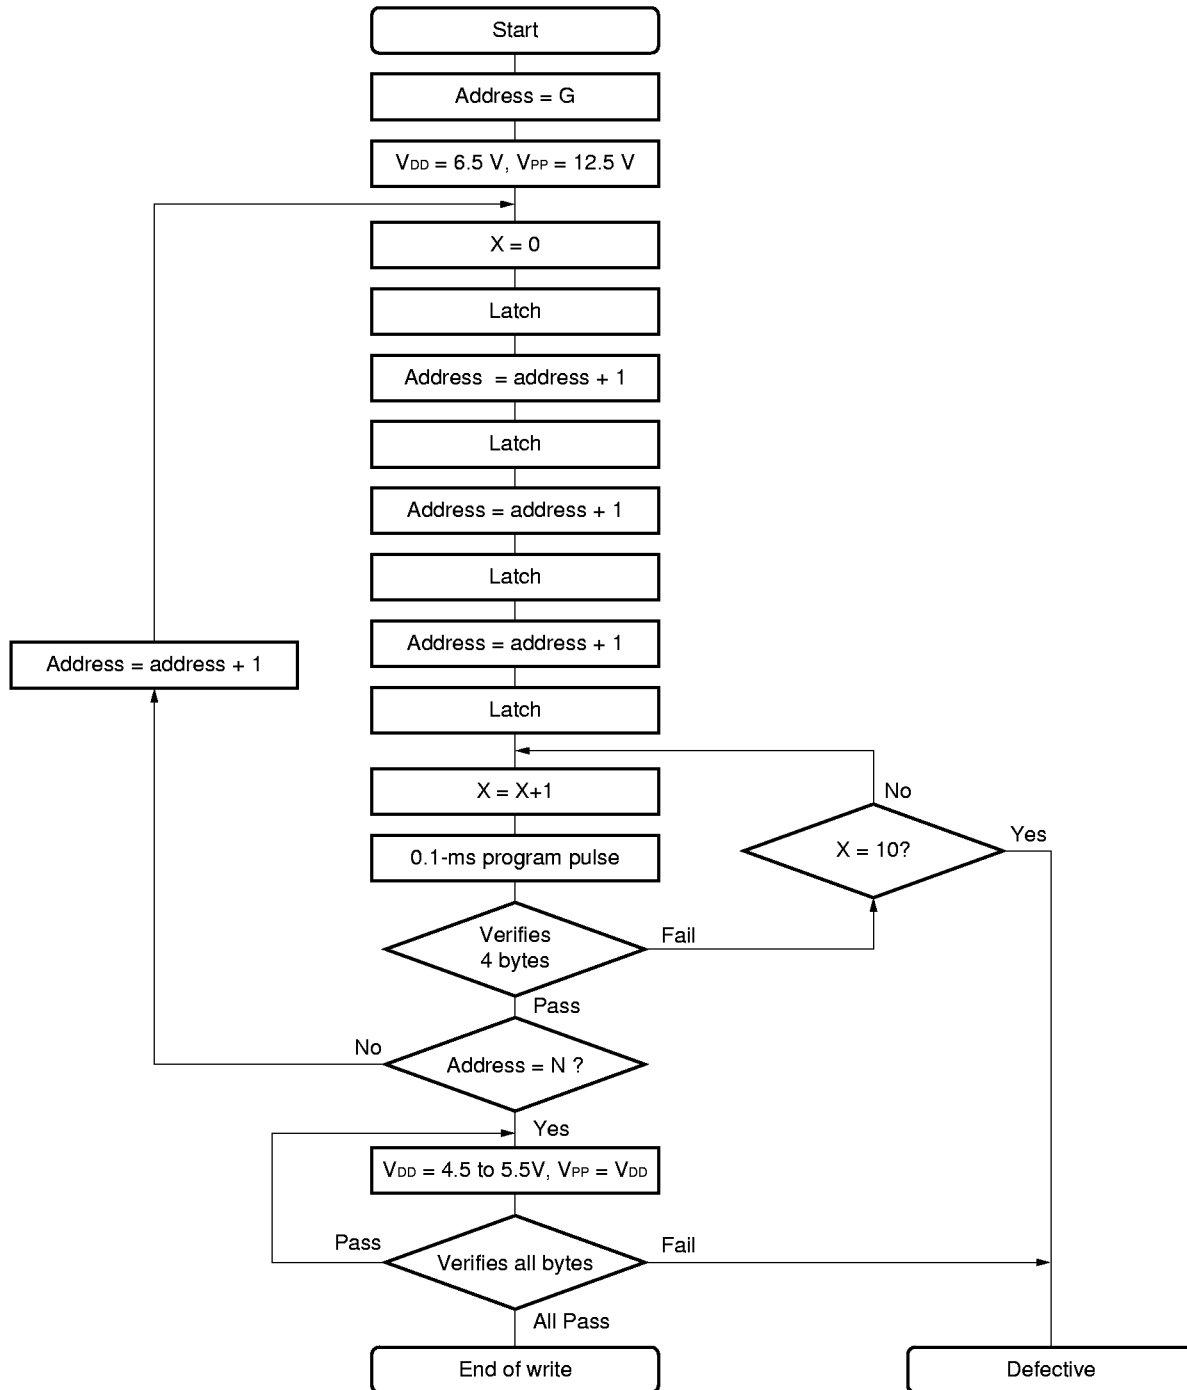 Start
Address = G
VDD = 6.5 V, VPP = 12.5 V
X = 0
Latch
Address  = address + 1
Latch
Address = address + 1
Latch
Address = address + 1
Address = address + 1
Latch
X = X+1
No
X = 10?
Yes
0.1-ms program pulse
Verifies
4 bytes
Fail
Pass
No
Address = N ?
Yes
VDD = 4.5 to 5.5V, VPP = VDD
Pass
Verifies all bytes
Fail
All Pass
End of write
Defective